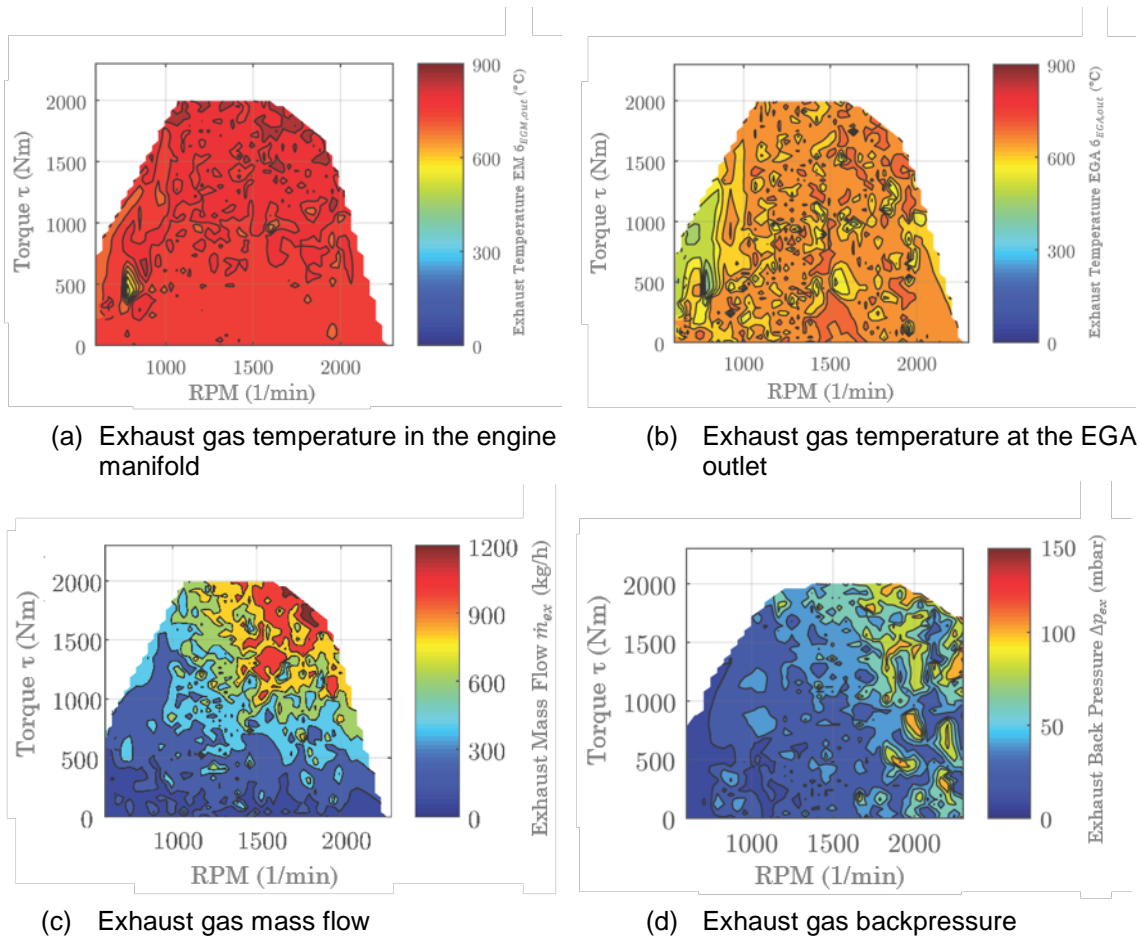 2000
1500
1000
500
0
Torque τ (Nm)
1000 1500 2000
RPM (1/min)
900
600
300
0
Exhaust Temperature EM ϑEGM,out (°C)
2000
1500
1000
500
0
Torque τ (Nm)
1000 1500 2000
RPM (1/min)
900
600
300
0
Exhaust Temperature EGA ϑEGA,out (°C)
(a) Exhaust gas temperature in the engine
manifold
(b) Exhaust gas temperature at the EGA
outlet
2000
1500
1000
500
0
Torque τ (Nm)
1000 1500 2000
RPM (1/min)
1200
900
600
300
0
Exhaust Mass Flow ṁex (kg/h)
2000
1500
1000
500
0
Torque τ (Nm)
1000 1500 2000
RPM (1/min)
150
100
50
0
Exhaust Back Pressure Δpex (mbar)
(c) Exhaust gas mass flow
(d) Exhaust gas backpressure